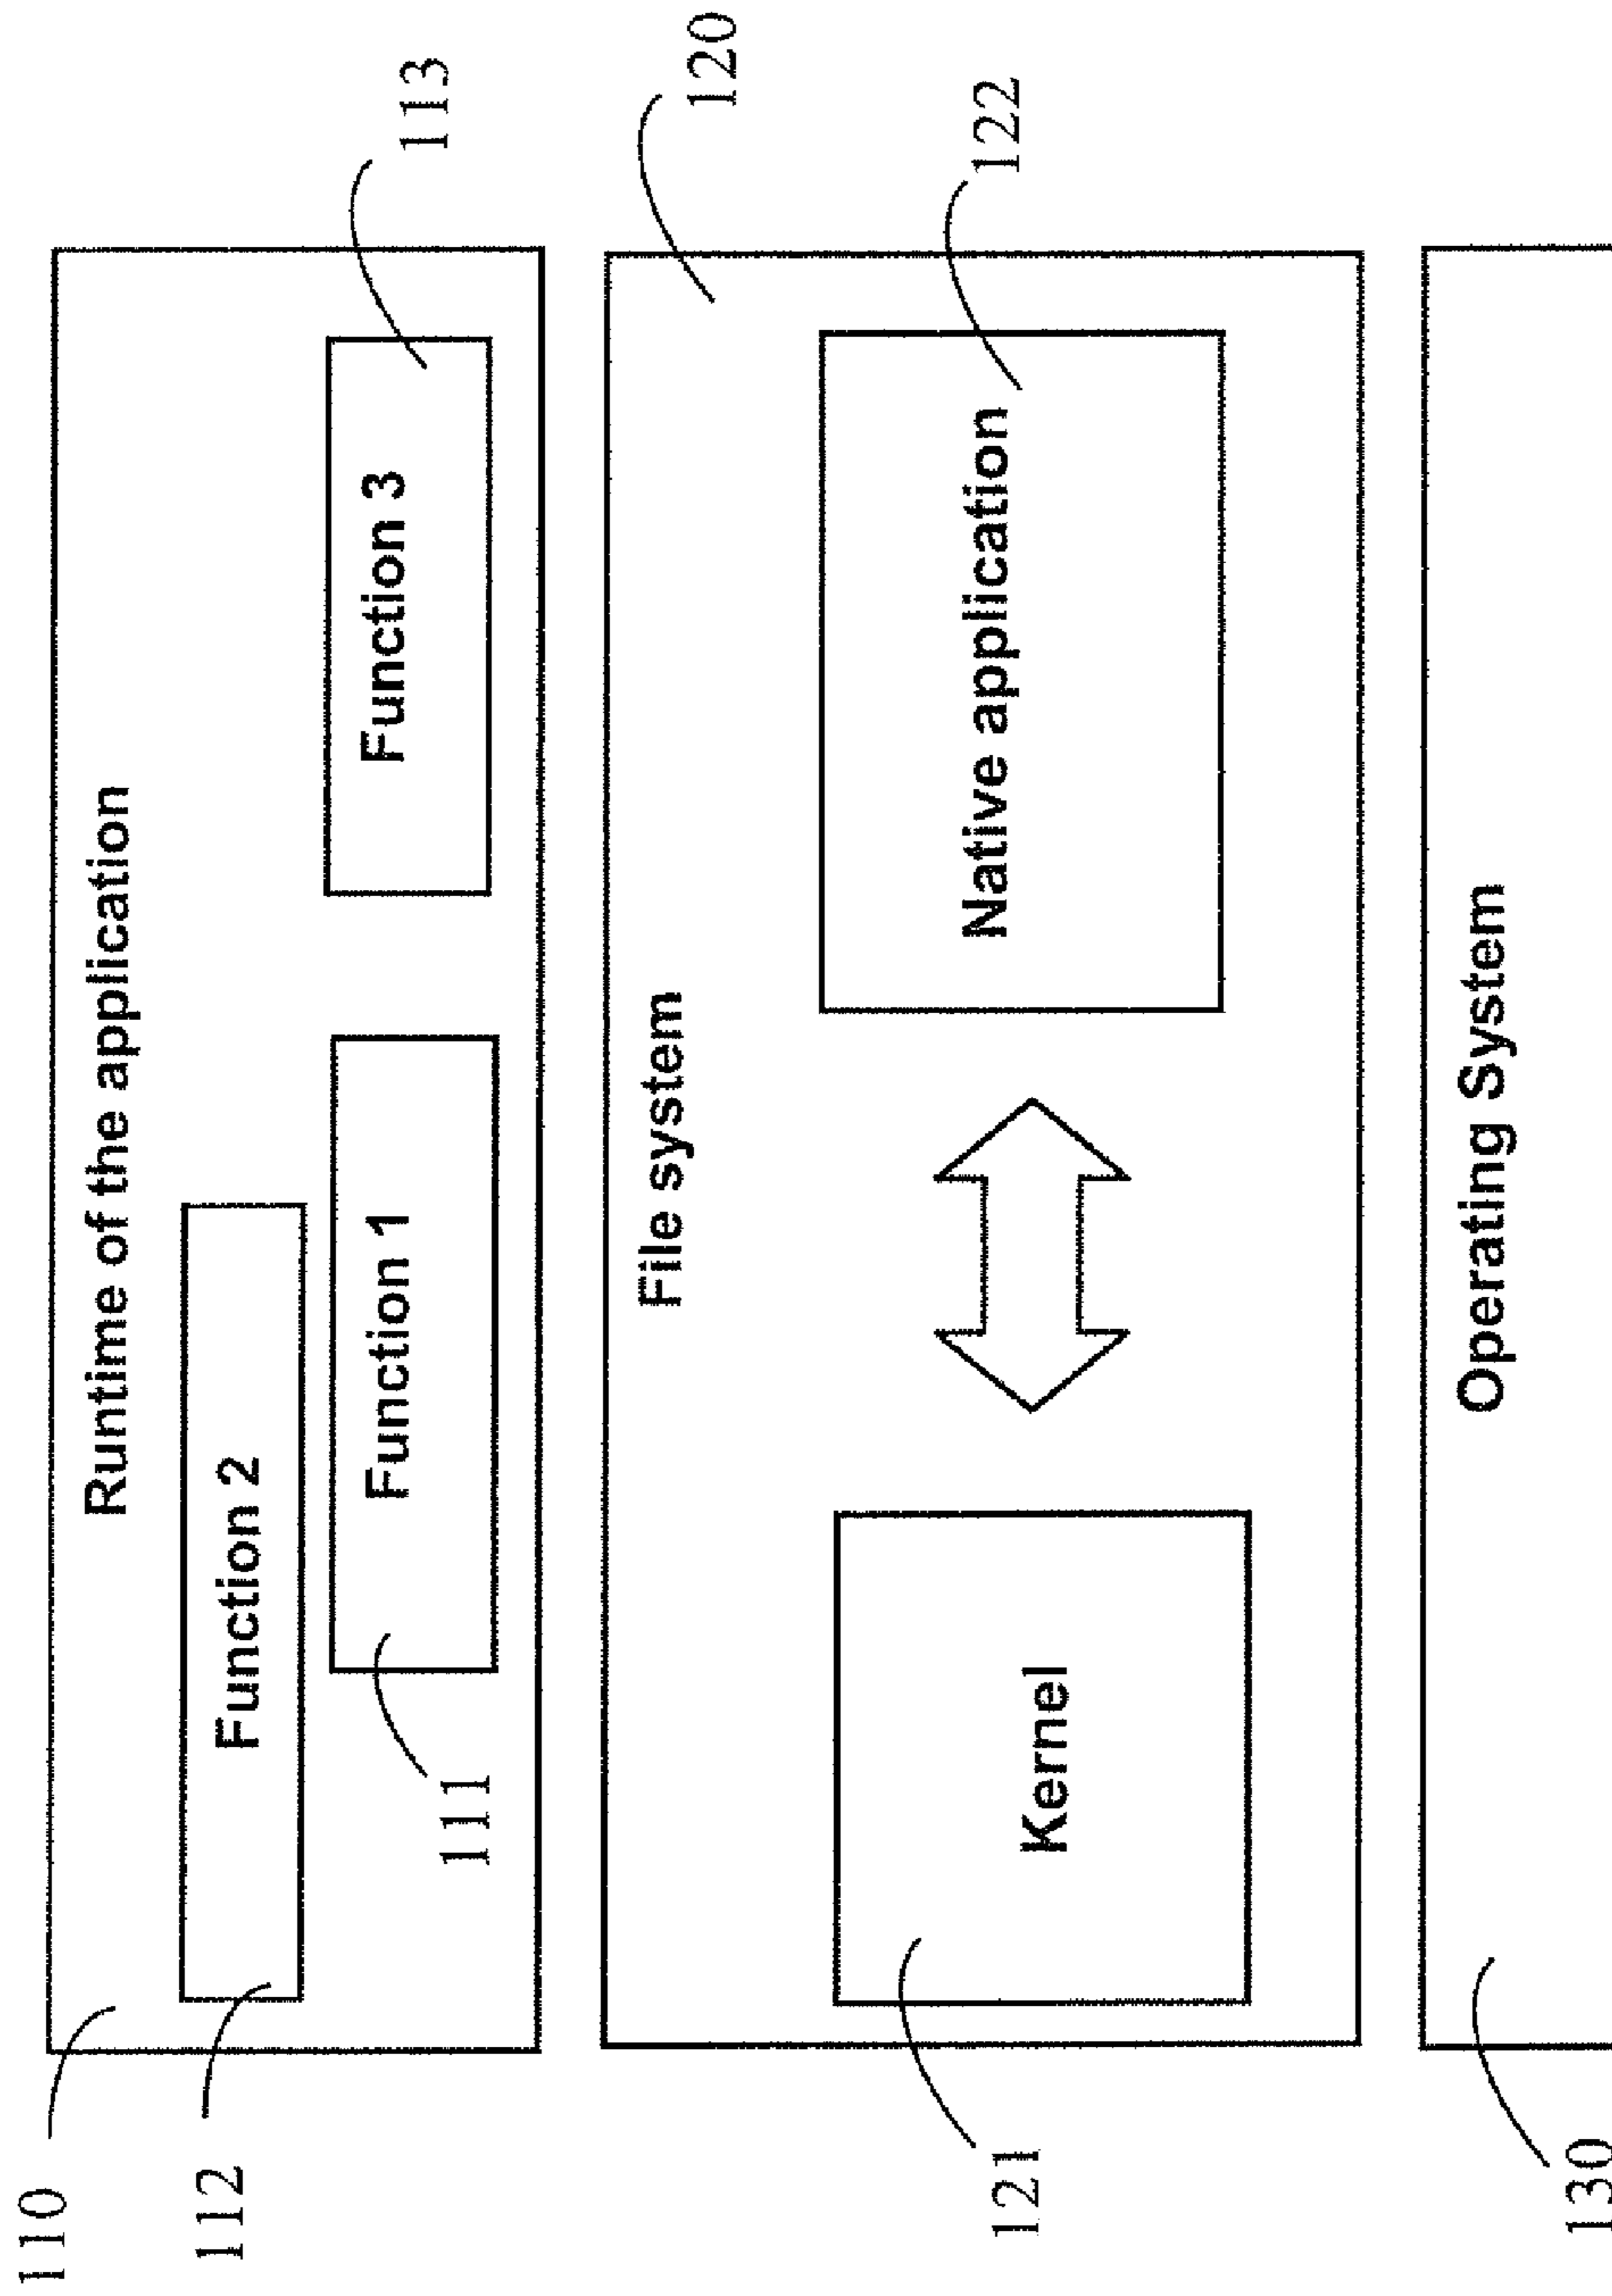 110
Runtime of the application
112
Function 2
111
Function 1
Function 3
113
File system
120
121
Kernel
Native application
122
130
Operating System